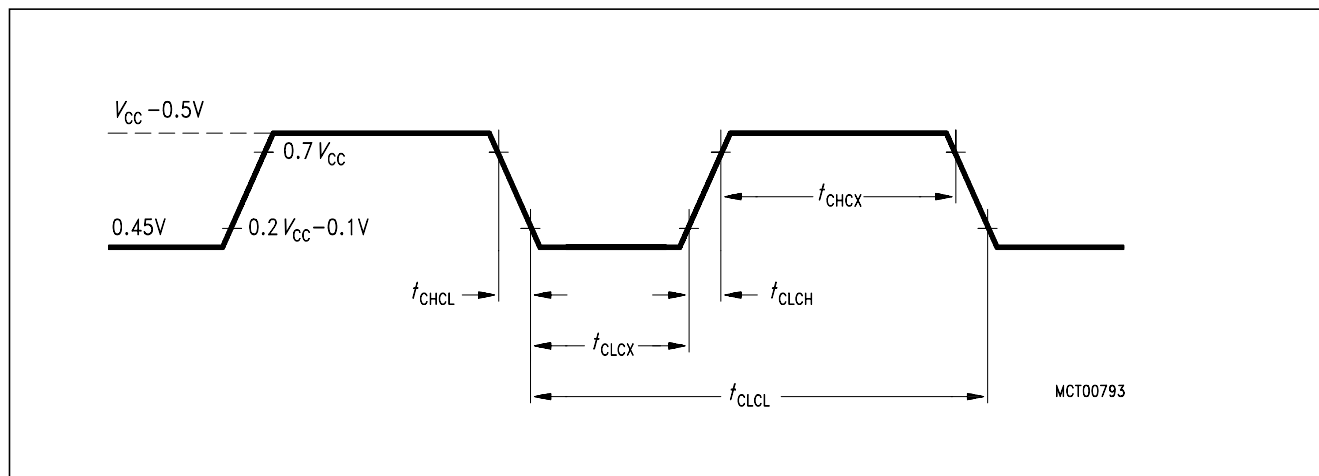 V_CC −0.5V
0.7 V_CC
t_CHCX
0.45V
0.2 V_CC −0.1V
t_CHCL
t_CLCH
t_CLCX
t_CLCL
MCT00793